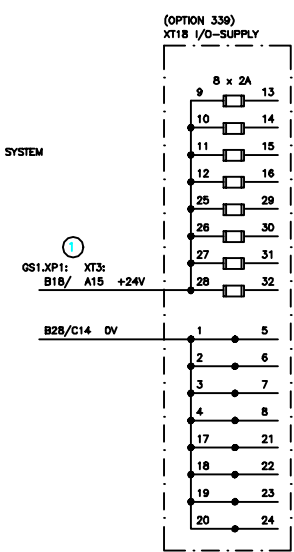 (OPTION 339)
XT18 I/O-SUPPLY
8 x 2A
9 13
10 14
11 15
SYSTEM
12 16
25 29
26 30
1
27 31
GS1.XP1: XT3:
B18/ A15 +24V
28 32
B28/C14 0V
1 5
2 6
3 7
4 8
17 21
18 22
19 23
20 24